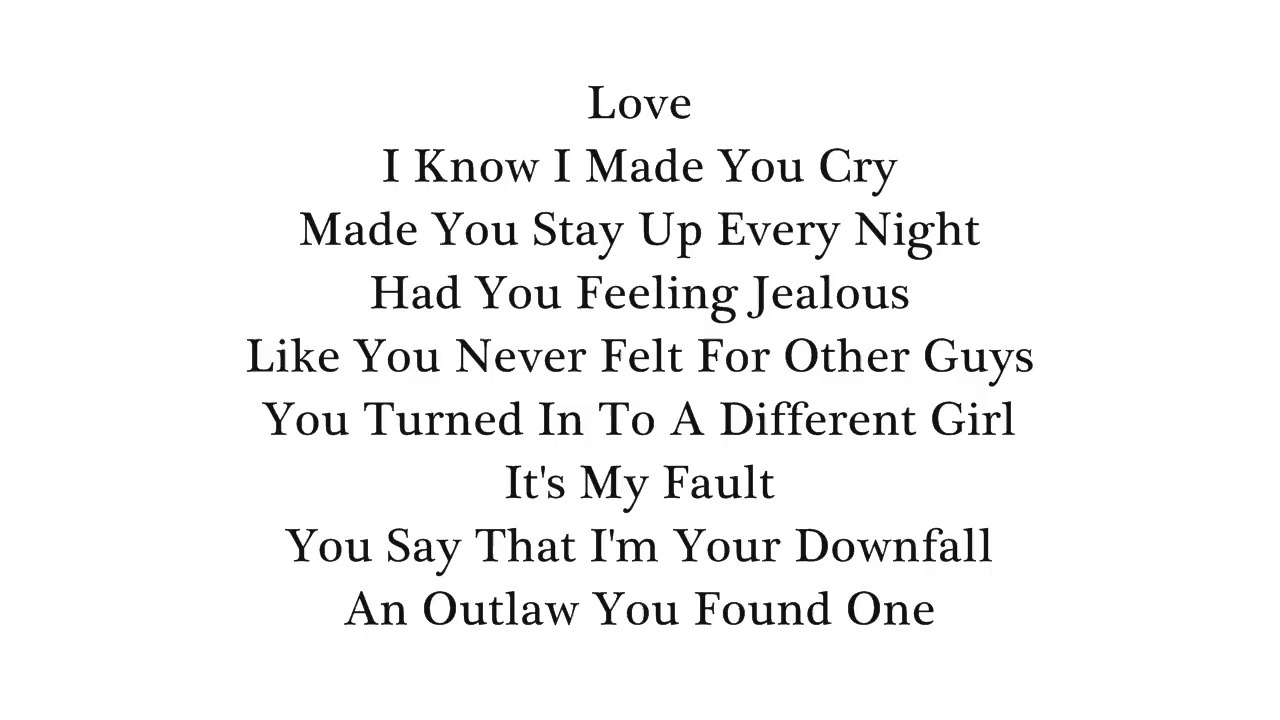 Love
I Know I Made You Cry
Made You Stay Up Every Night
Had You Feeling Jealous
Like You Never Felt For Other Guys
You Turned In To A Different Girl
It's My Fault
You Say That I'm Your Downfall
An Outlaw You Found One